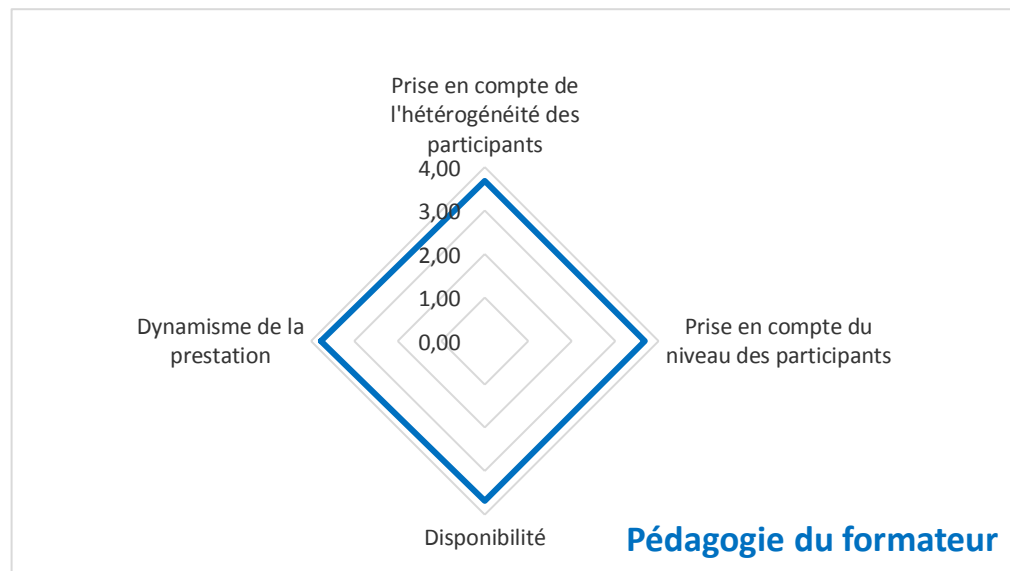 Prise en compte de
l'hétérogénéité des
participants
4,00
3,00
2,00
1,00
0,00
Dynamisme de la
prestation
Prise en compte du
niveau des participants
Disponibilité
Pédagogie du formateur